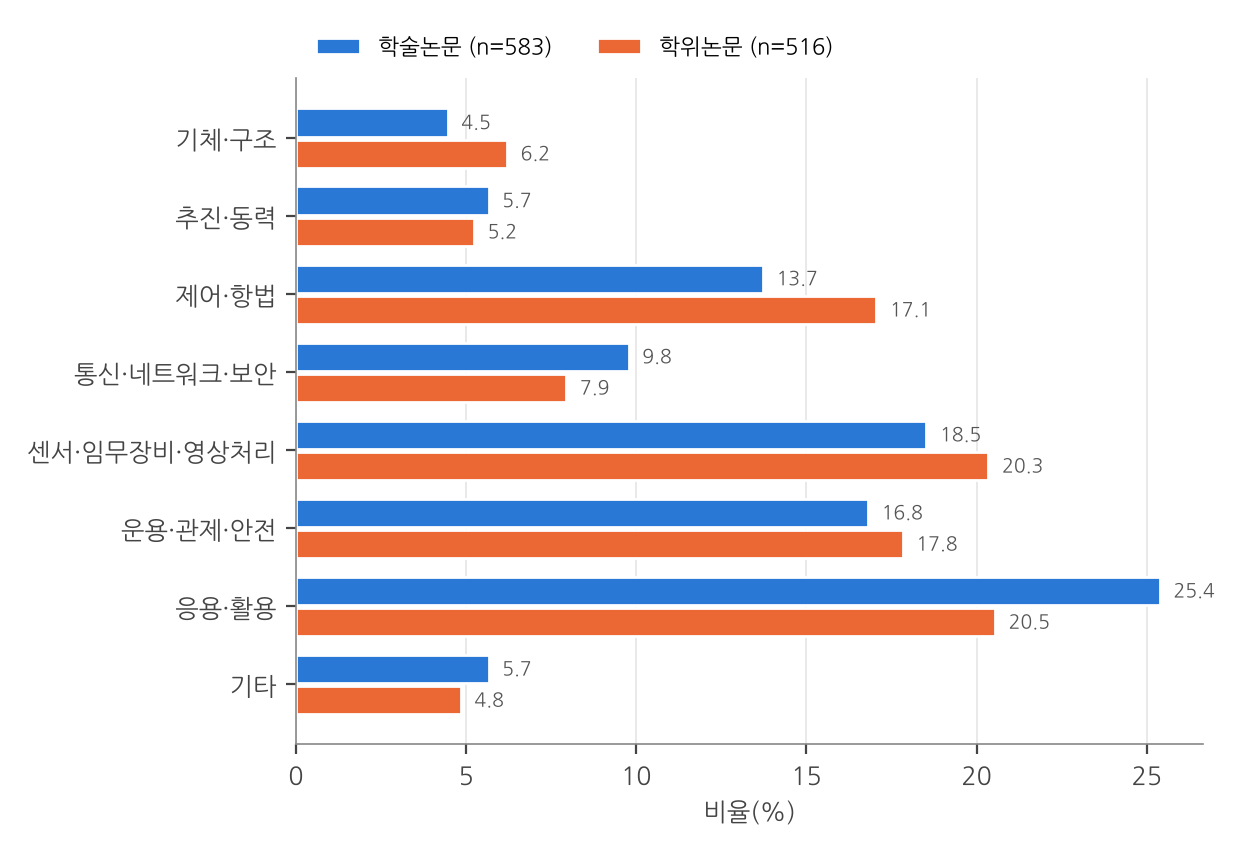 학술논문 (n=583) 학위논문 (n=516)
기체·구조 4.5
6.2
추진·동력 5.7
5.2
제어·항법 13.7
17.1
통신·네트워크·보안 9.8
7.9
센서·임무장비·영상처리 18.5
20.3
운용·관제·안전 16.8
17.8
응용·활용 25.4
20.5
기타 5.7
4.8
0 5 10 15 20 25
비율(%)